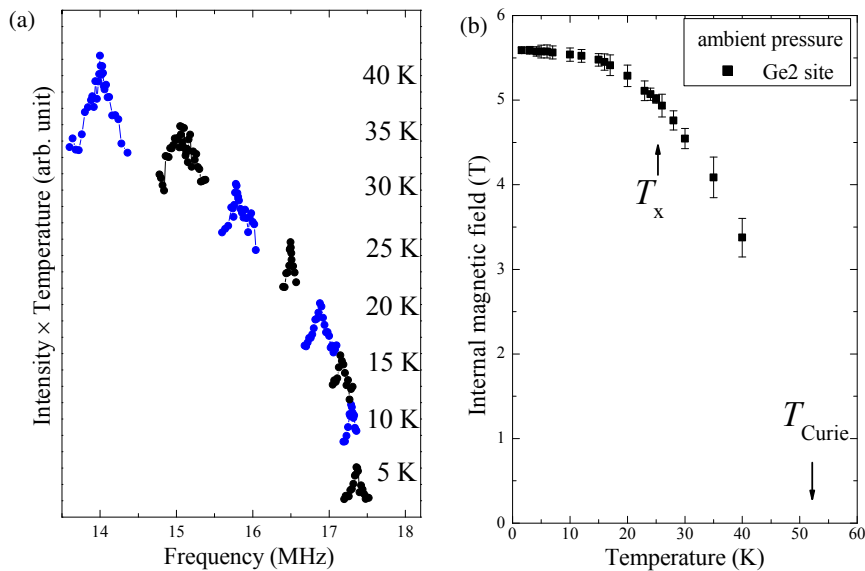 (a)
40 K
35 K
30 K
25 K
20 K
15 K
10 K
5 K
Intensity × Temperature (arb. unit)
14 15 16 17 18
Frequency (MHz)
(b)
ambient pressure
Ge2 site
T_x
T_Curie
Internal magnetic field (T)
0
1
2
3
4
5
6
0 10 20 30 40 50 60
Temperature (K)